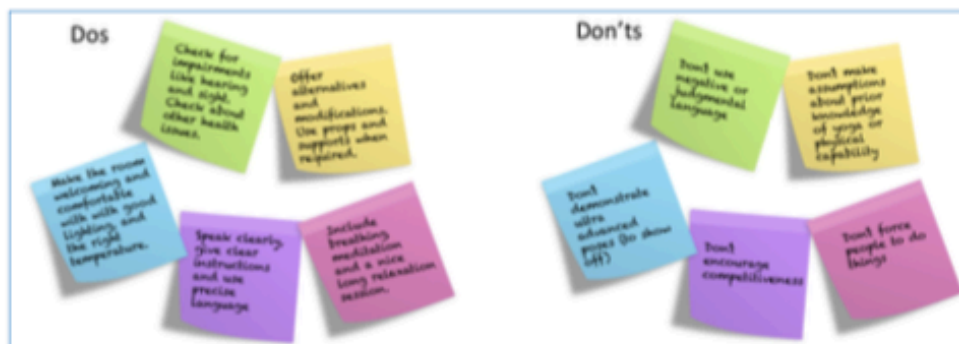 Dos
Check for
impairments
like hearing
and sight.
Check about
other health
issues.
Offer
alternatives
and
modifications.
Use props and
supports when
required.
Make the room
welcoming and
comfortable
with with good
lighting, and
the right
temperature.
Speak clearly,
give clear
instructions
and use
precise
language
Include
breathing,
meditation
and a nice
long relaxation
session.
Don'ts
Don't use
negative or
judgmental
language
Don't make
assumptions
about prior
knowledge
of yoga or
physical
capability
Don't
demonstrate
ultra
advanced
poses (to show
off)
Don't
encourage
competitiveness
Don't force
people to do
things